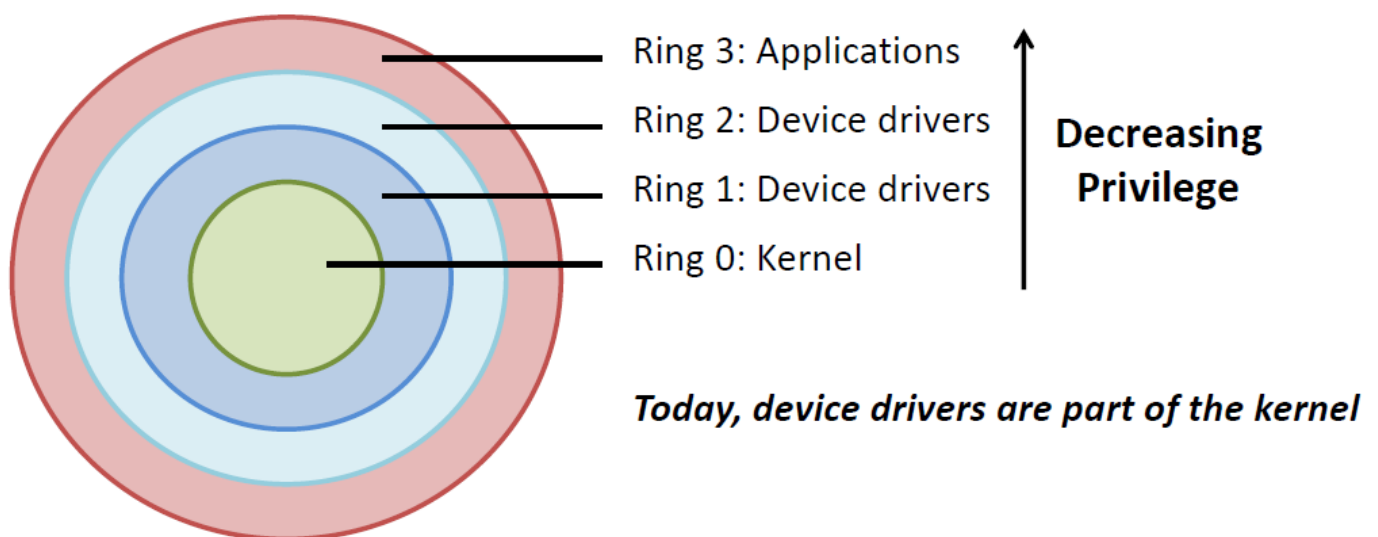 Ring 3: Applications
Ring 2: Device drivers
Ring 1: Device drivers
Ring 0: Kernel
Decreasing
Privilege
Today, device drivers are part of the kernel